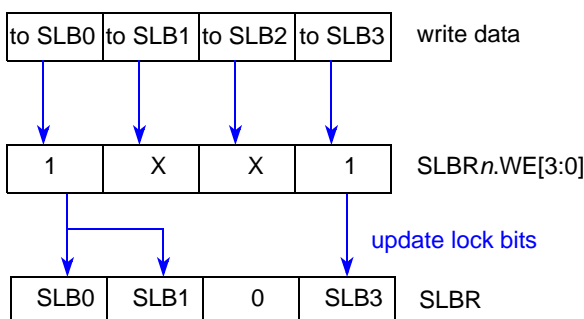 to SLB0 to SLB1 to SLB2 to SLB3 write data
1 X X 1 SLBRn.WE[3:0]
update lock bits
SLB0 SLB1 0 SLB3 SLBR